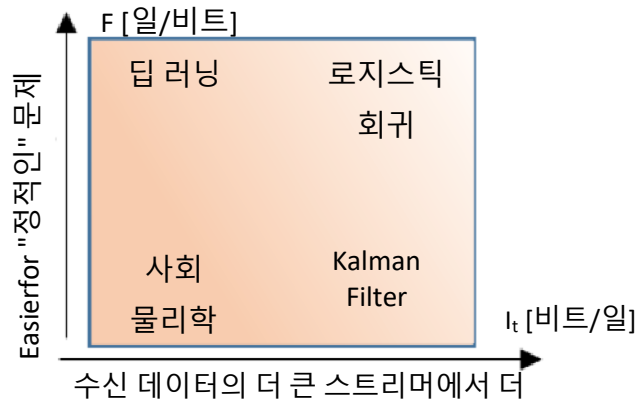 F [일/비트]
Easierfor "정적인" 문제
딥 러닝
로지스틱
회귀
사회
물리학
Kalman
Filter
Iₜ [비트/일]
수신 데이터의 더 큰 스트리머에서 더